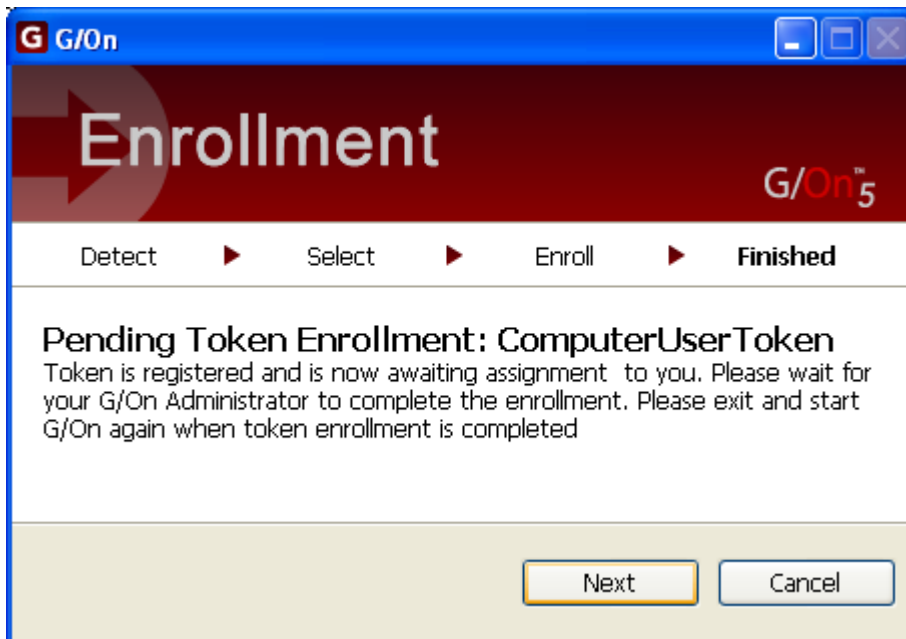 G G/On
Enrollment
G/On™5
Detect Select Enroll Finished
Pending Token Enrollment: ComputerUserToken
Token is registered and is now awaiting assignment  to you. Please wait for
your G/On Administrator to complete the enrollment. Please exit and start
G/On again when token enrollment is completed
Next Cancel